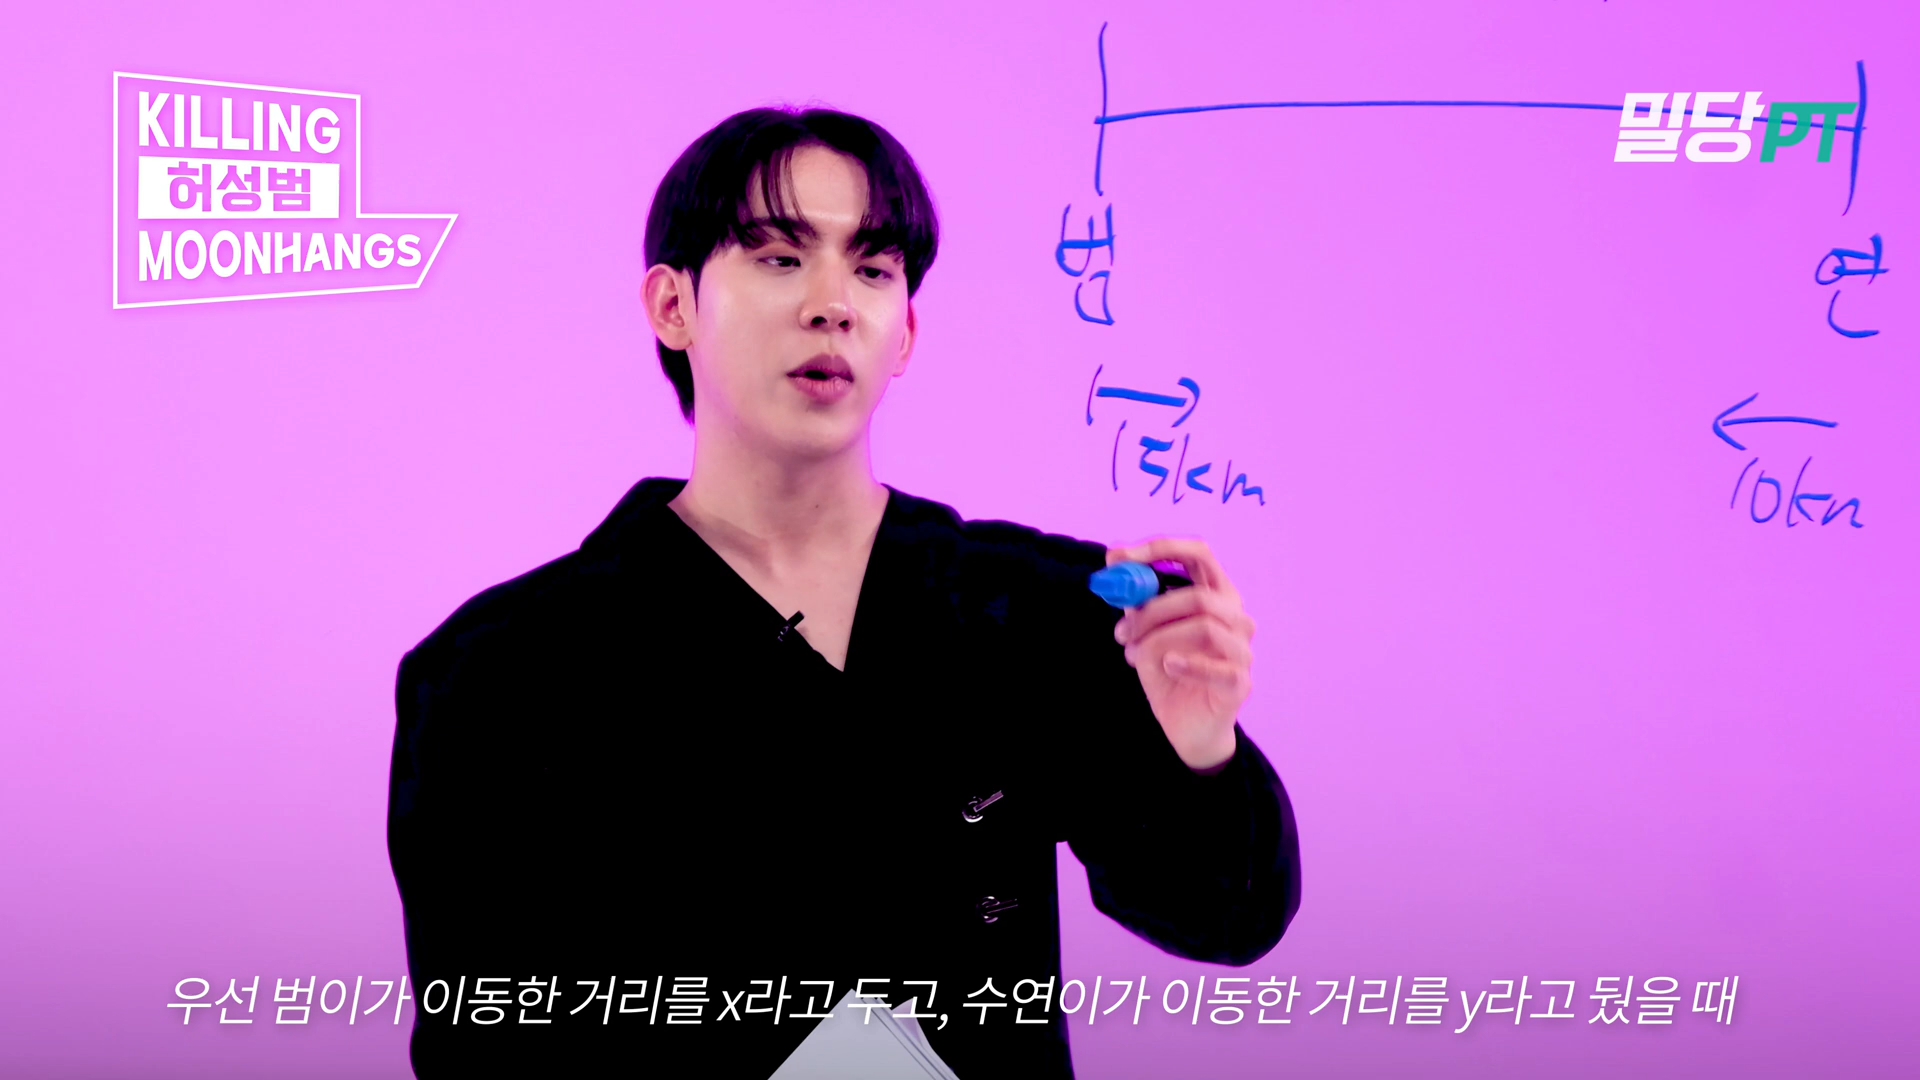 KILLING
허성범
MOONHANGS
밀당PT
범
연
15km
10km
우선 범이가 이동한 거리를 x라고 두고, 수연이가 이동한 거리를 y라고 뒀을 때